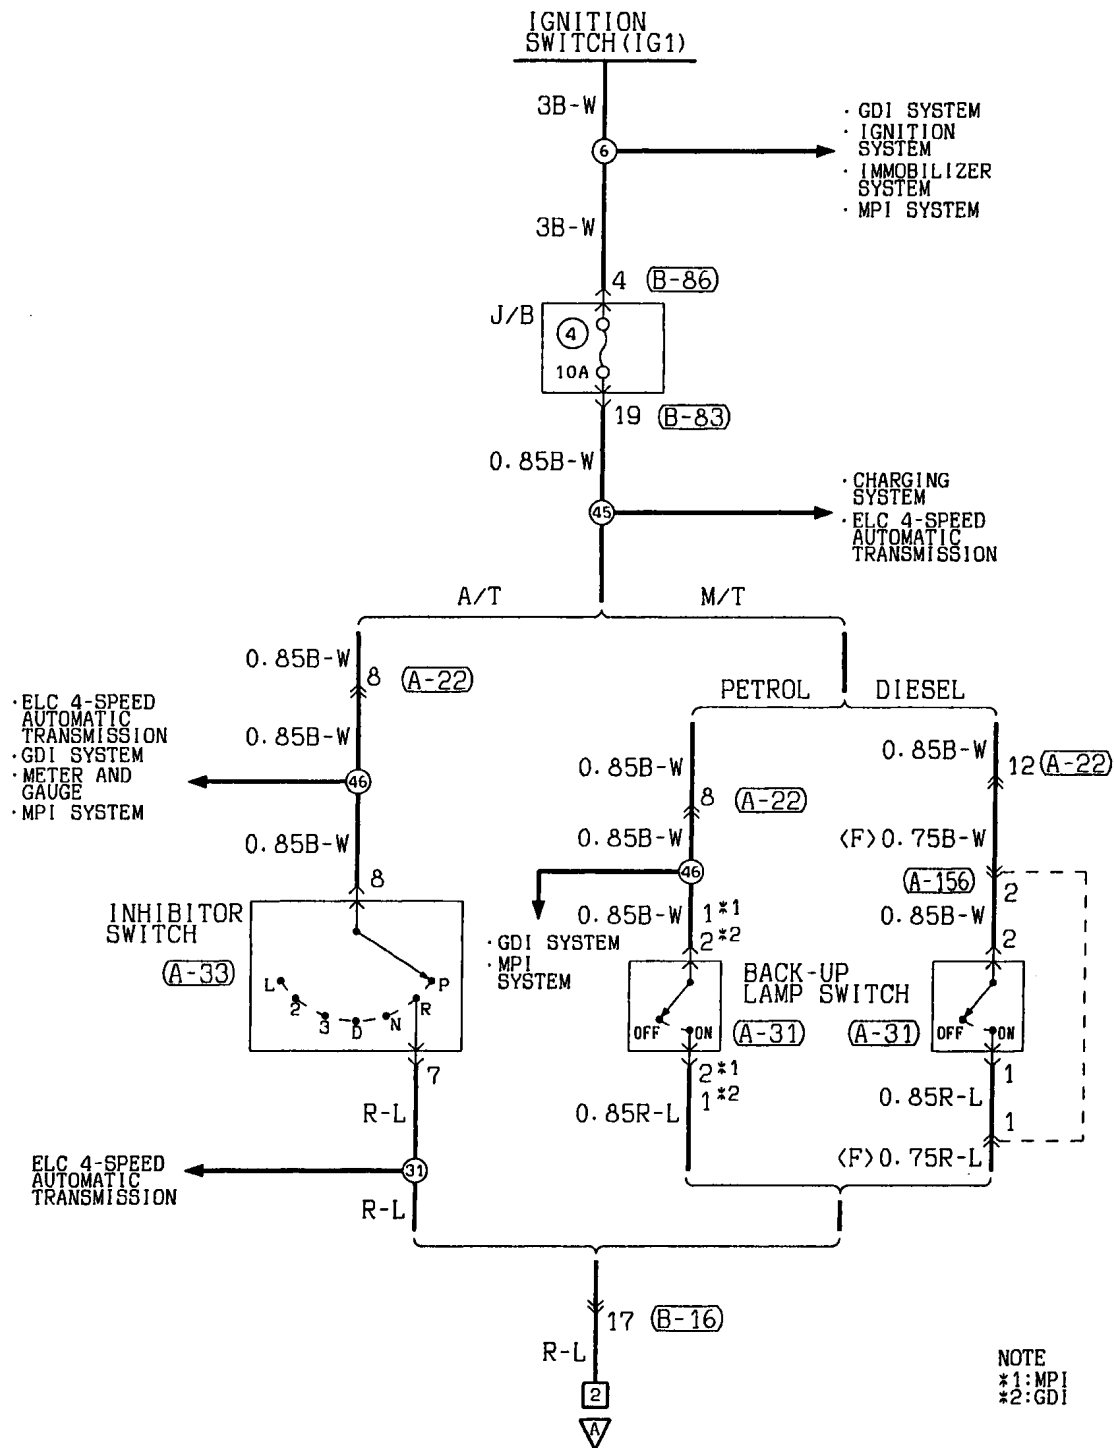 IGNITION
SWITCH(IG1)
3B-W
6
· GDI SYSTEM
· IGNITION
SYSTEM
· IMMOBILIZER
SYSTEM
· MPI SYSTEM
3B-W
4 B-86
J/B
4
10A
19 B-83
0.85B-W
45
· CHARGING
SYSTEM
· ELC 4-SPEED
AUTOMATIC
TRANSMISSION
A/T M/T
0.85B-W
8 A-22
PETROL DIESEL
· ELC 4-SPEED
AUTOMATIC
TRANSMISSION
· GDI SYSTEM
· METER AND
GAUGE
· MPI SYSTEM
0.85B-W
46
0.85B-W
8
INHIBITOR
SWITCH
A-33
L 2 3 D N R P
7
R-L
ELC 4-SPEED
AUTOMATIC
TRANSMISSION
31
R-L
0.85B-W
8 A-22
0.85B-W
46
· GDI SYSTEM
· MPI
SYSTEM
0.85B-W
1*1
2*2
BACK-UP
LAMP SWITCH
OFF ON
A-31
2*1
1*2
0.85R-L
0.85B-W
12 A-22
<F>0.75B-W
A-156
2
0.85B-W
2
A-31
OFF ON
1
0.85R-L
1
<F>0.75R-L
17 B-16
R-L
2
A
NOTE
*1:MPI
*2:GDI